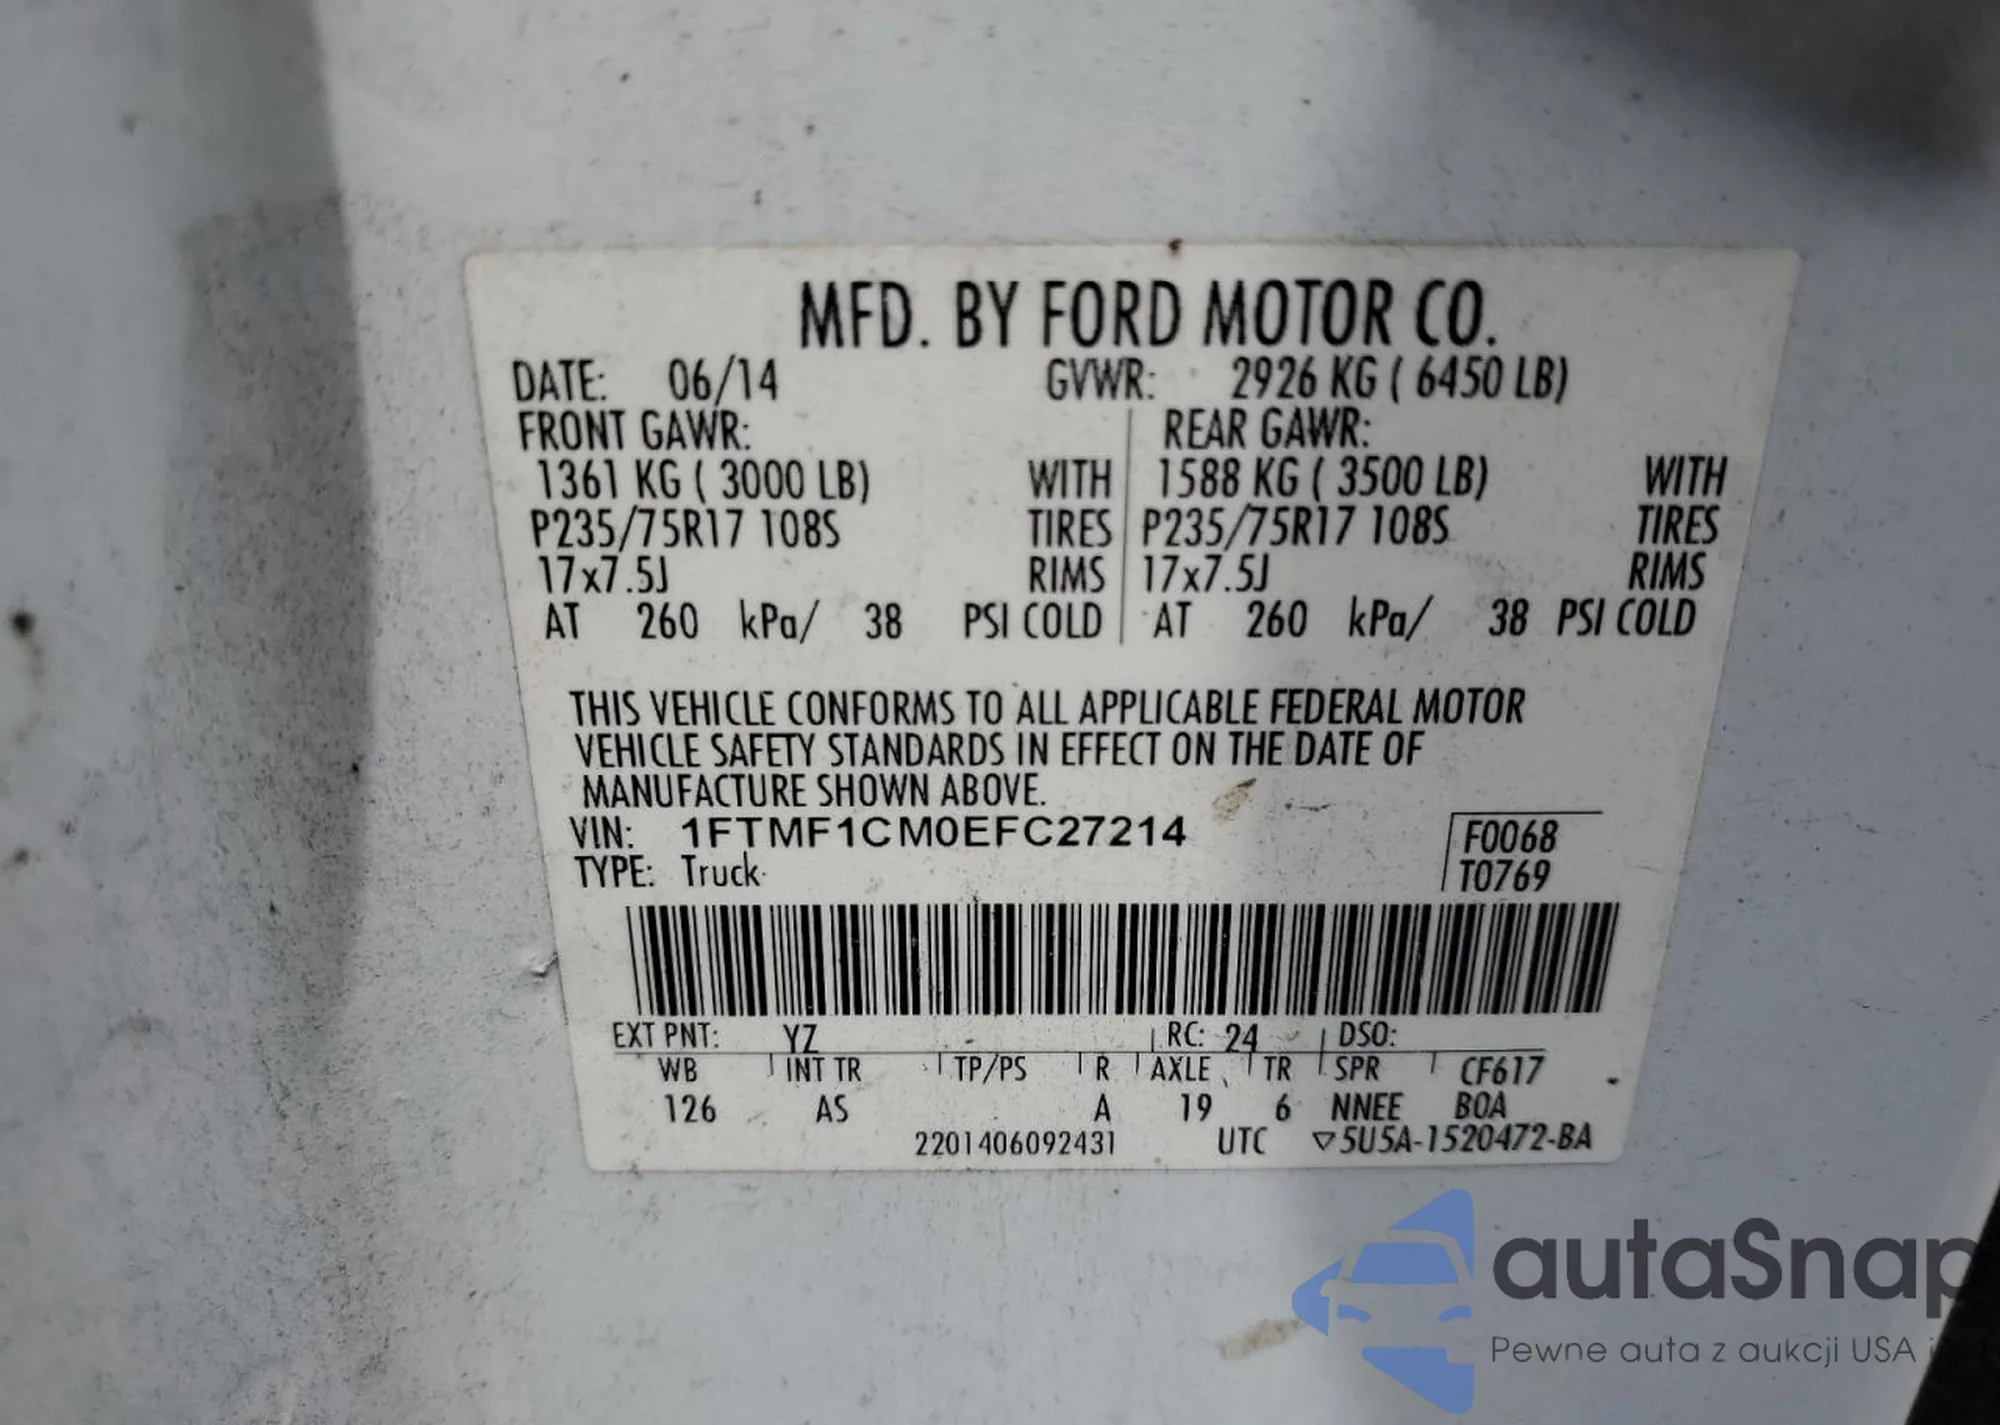 MFD. BY FORD MOTOR CO.
DATE: 06/14 GVWR: 2926 KG ( 6450 LB)
FRONT GAWR: REAR GAWR:
1361 KG ( 3000 LB) WITH 1588 KG ( 3500 LB) WITH
P235/75R17 108S TIRES P235/75R17 108S TIRES
17x7.5J RIMS 17x7.5J RIMS
AT 260 kPa/ 38 PSI COLD AT 260 kPa/ 38 PSI COLD
THIS VEHICLE CONFORMS TO ALL APPLICABLE FEDERAL MOTOR
VEHICLE SAFETY STANDARDS IN EFFECT ON THE DATE OF
MANUFACTURE SHOWN ABOVE.
VIN: 1FTMF1CM0EFC27214 F0068
TYPE: Truck T0769
EXT PNT: YZ RC: 24 DSO:
WB INT TR TP/PS R AXLE TR SPR CF617
126 AS A 19 6 NNEE BOA
2201406092431 UTC ▽5U5A-1520472-BA
autaSnap
Pewne auta z aukcji USA i